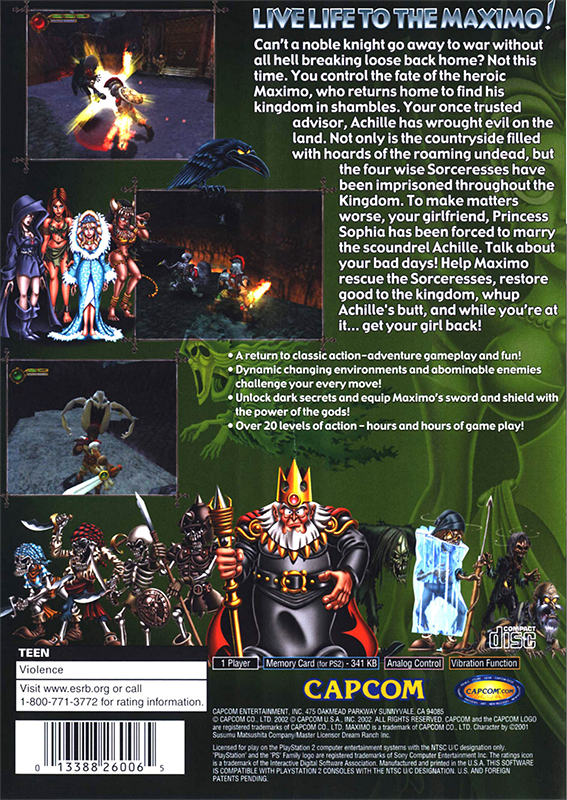 LIVE LIFE TO THE MAXIMO!
Can't a noble knight go away to war without
all hell breaking loose back home? Not this
time. You control the fate of the heroic
Maximo, who returns home to find his
kingdom in shambles. Your once trusted
advisor, Achille has wrought evil on the
land. Not only is the countryside filled
with hoards of the roaming undead, but
the four wise Sorceresses have
been imprisoned throughout the
Kingdom. To make matters
worse, your girlfriend, Princess
Sophia has been forced to marry
the scoundrel Achille. Talk about
your bad days! Help Maximo
rescue the Sorceresses, restore
good to the kingdom, whup
Achille's butt, and while you're at
it... get your girl back!
• A return to classic action-adventure gameplay and fun!
• Dynamic changing environments and abominable enemies
challenge your every move!
• Unlock dark secrets and equip Maximo's sword and shield with
the power of the gods!
• Over 20 levels of action - hours and hours of game play!
COMPACT
disc
TEEN
Violence
Visit www.esrb.org or call
1-800-771-3772 for rating information.
1 Player
Memory Card (for PS2) - 341 KB
Analog Control
Vibration Function
CAPCOM
CAPCOM.COM
CAPCOM ENTERTAINMENT, INC. 475 OAKMEAD PARKWAY SUNNYVALE, CA 94085
© CAPCOM CO., LTD. 2002 © CAPCOM U.S.A., INC. 2002. ALL RIGHTS RESERVED. CAPCOM and the CAPCOM LOGO
are registered trademarks of CAPCOM CO., LTD. MAXIMO is a trademark of CAPCOM CO., LTD. Character by ©2001
Susumu Matsushita Company/Master Licensor Dream Ranch Inc.
Licensed for play on the PlayStation 2 computer entertainment systems with the NTSC U/C designation only.
"PlayStation" and the "PS" Family logo are registered trademarks of Sony Computer Entertainment Inc. The ratings icon
is a trademark of the Interactive Digital Software Association. Manufactured and printed in the U.S.A. THIS SOFTWARE
IS COMPATIBLE WITH PLAYSTATION 2 CONSOLES WITH THE NTSC U/C DESIGNATION. U.S. AND FOREIGN
PATENTS PENDING.
0 13388 26006 5